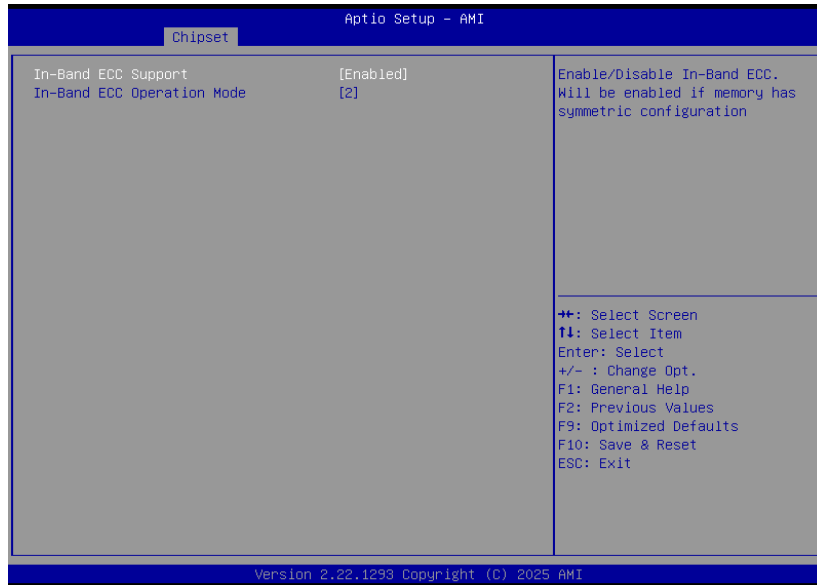 Aptio Setup – AMI
Chipset
In-Band ECC Support [Enabled]
In-Band ECC Operation Mode [2]
Enable/Disable In-Band ECC.
Will be enabled if memory has
symmetric configuration
→←: Select Screen
↑↓: Select Item
Enter: Select
+/- : Change Opt.
F1: General Help
F2: Previous Values
F9: Optimized Defaults
F10: Save & Reset
ESC: Exit
Version 2.22.1293 Copyright (C) 2025 AMI